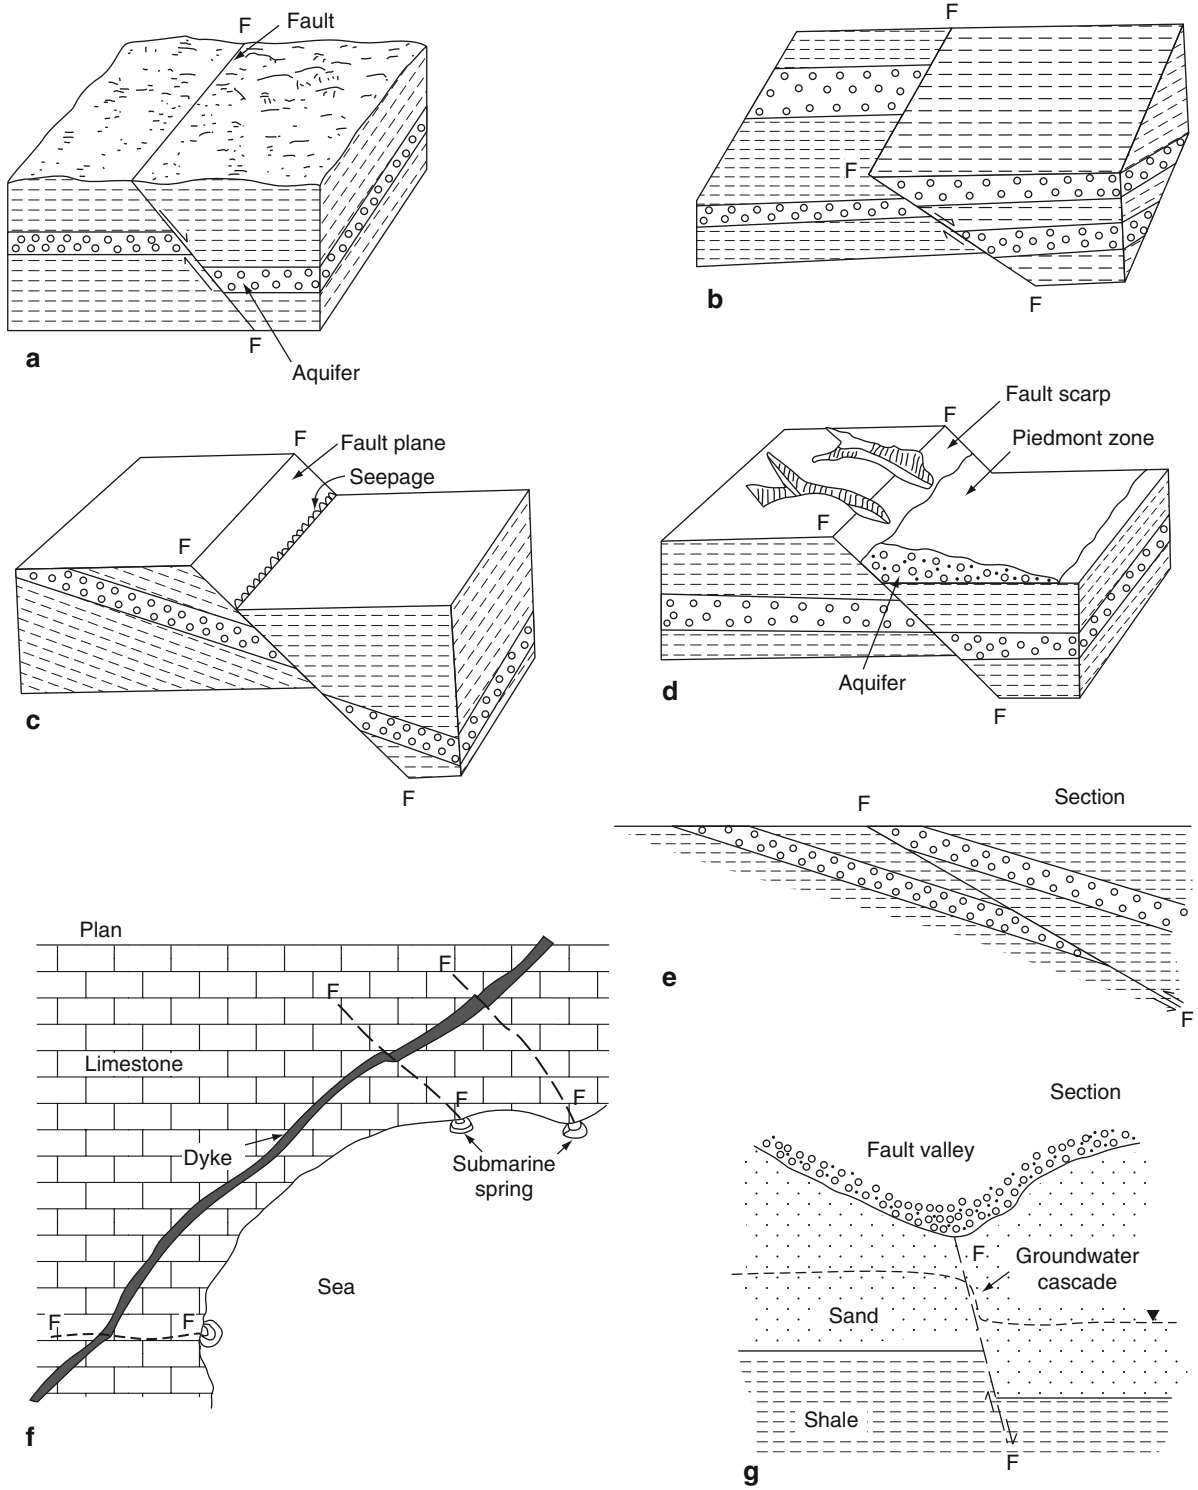 F
Fault
F
Aquifer
a
F
F
F
b
F
Fault plane
Seepage
F
F
c
F
Fault scarp
Piedmont zone
F
Aquifer
F
d
Section
F
F
e
Plan
F
F
Limestone
F
F
Dyke
Submarine
spring
Sea
F
F
f
Section
Fault valley
F
Groundwater
cascade
Sand
Shale
F
g